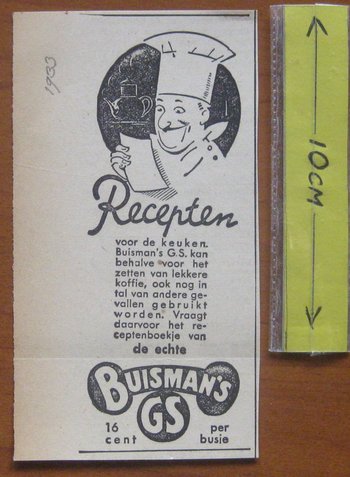 1933
Recepten
voor de keuken.
Buisman's G.S. kan
behalve voor het
zetten van lekkere
koffie, ook nog in
tal van andere ge-
vallen gebruikt
worden. Vraagt
daarvoor het re-
ceptenboekje van
de echte
BUISMAN'S
GS
16 per
cent busie
10CM